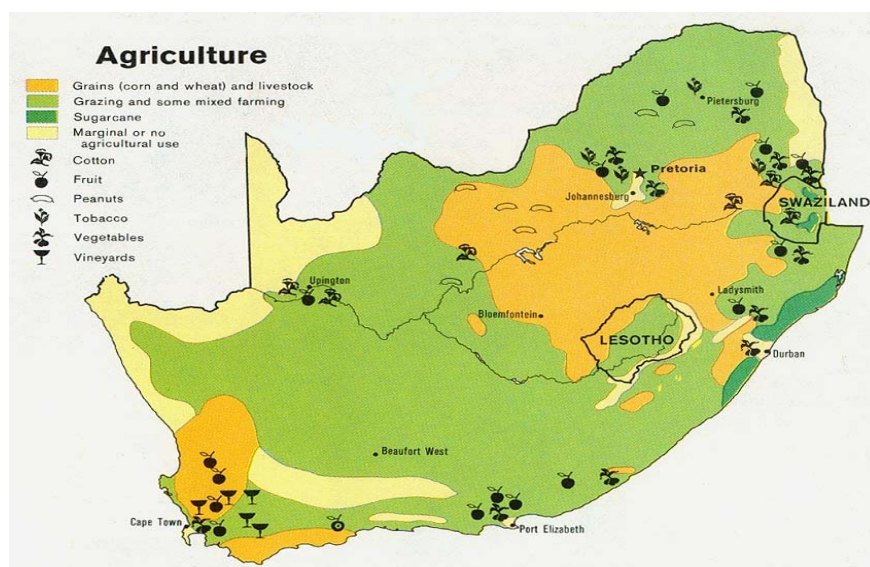 Agriculture
Grains (corn and wheat) and livestock
Grazing and some mixed farming
Sugarcane
Marginal or no
agricultural use
Cotton
Fruit
Peanuts
Tobacco
Vegetables
Vineyards
Pietersburg
Pretoria
Johannesburg
SWAZILAND
Upington
Ladysmith
Bloemfontein
LESOTHO
Durban
Beaufort West
Cape Town
Port Elizabeth